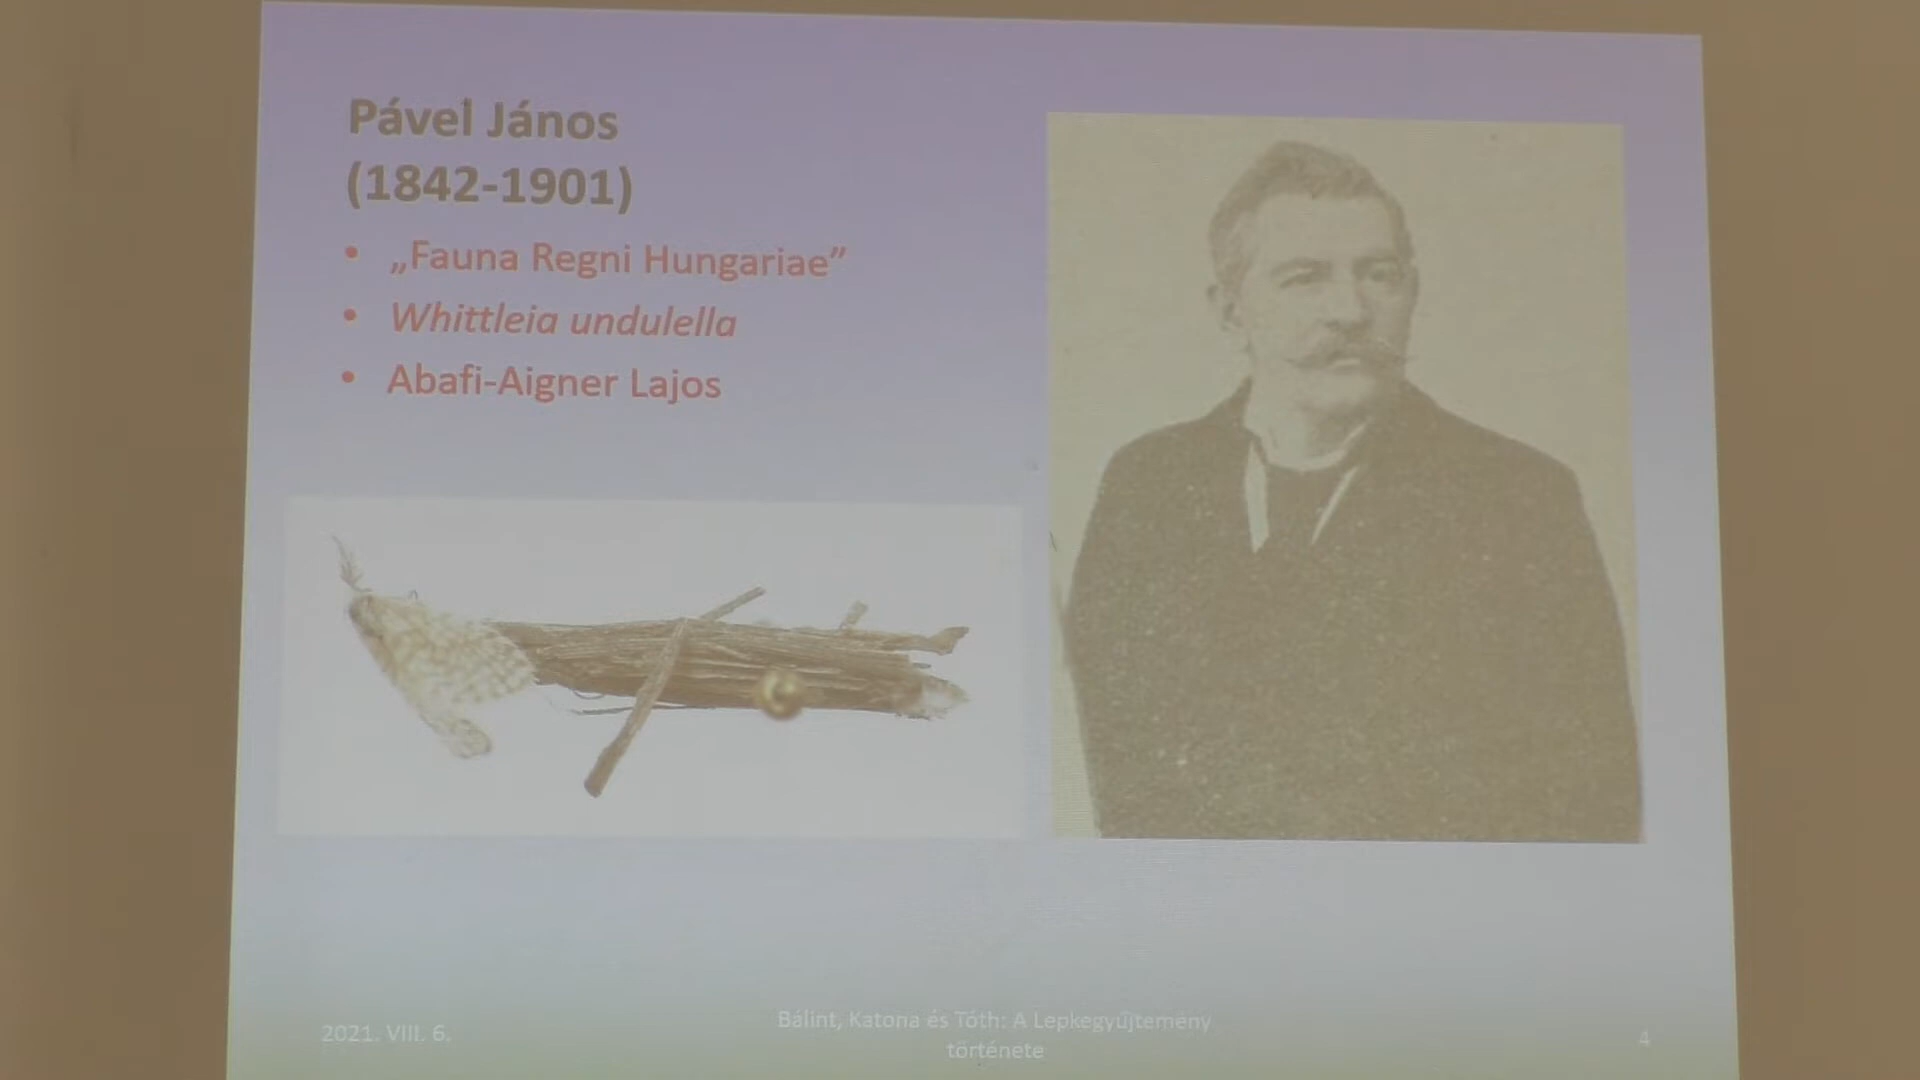 Pável János
(1842-1901)
• „Fauna Regni Hungariae”
• Whittleia undulella
• Abafi-Aigner Lajos
2021. VIII. 6.
Bálint, Katona és Tóth: A Lepkegyűjtemény
története
4